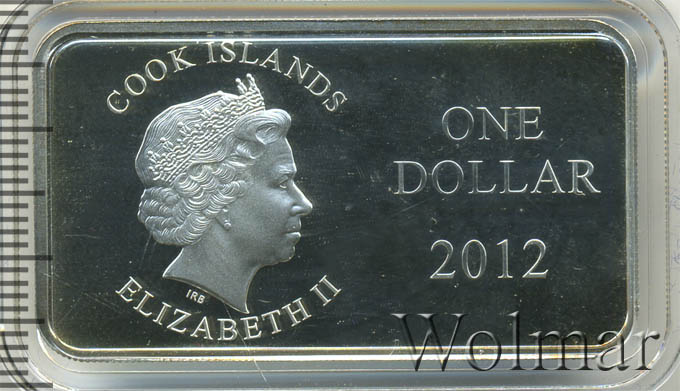 COOK ISLANDS
ELIZABETH II
IRB
ONE
DOLLAR
2012
Wolmar